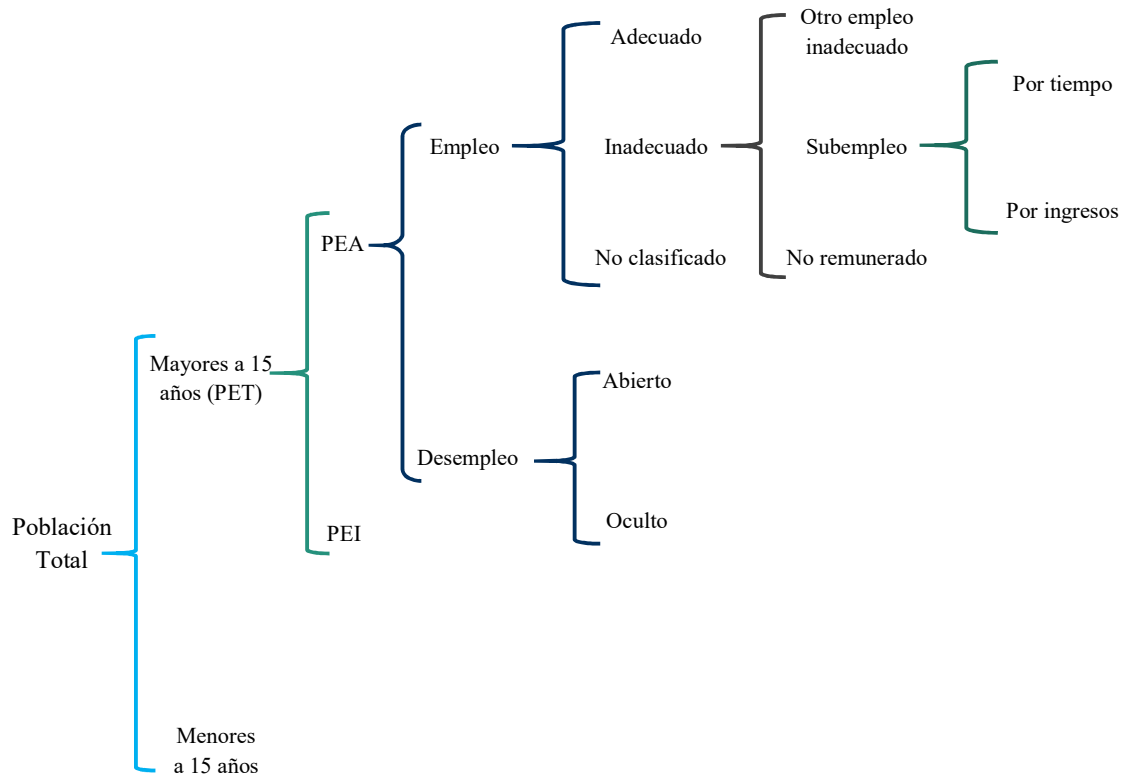 Población
Total
Mayores a 15
años (PET)
Menores
a 15 años
PEA
PEI
Empleo
Desempleo
Adecuado
Inadecuado
No clasificado
Abierto
Oculto
Otro empleo
inadecuado
Subempleo
No remunerado
Por tiempo
Por ingresos